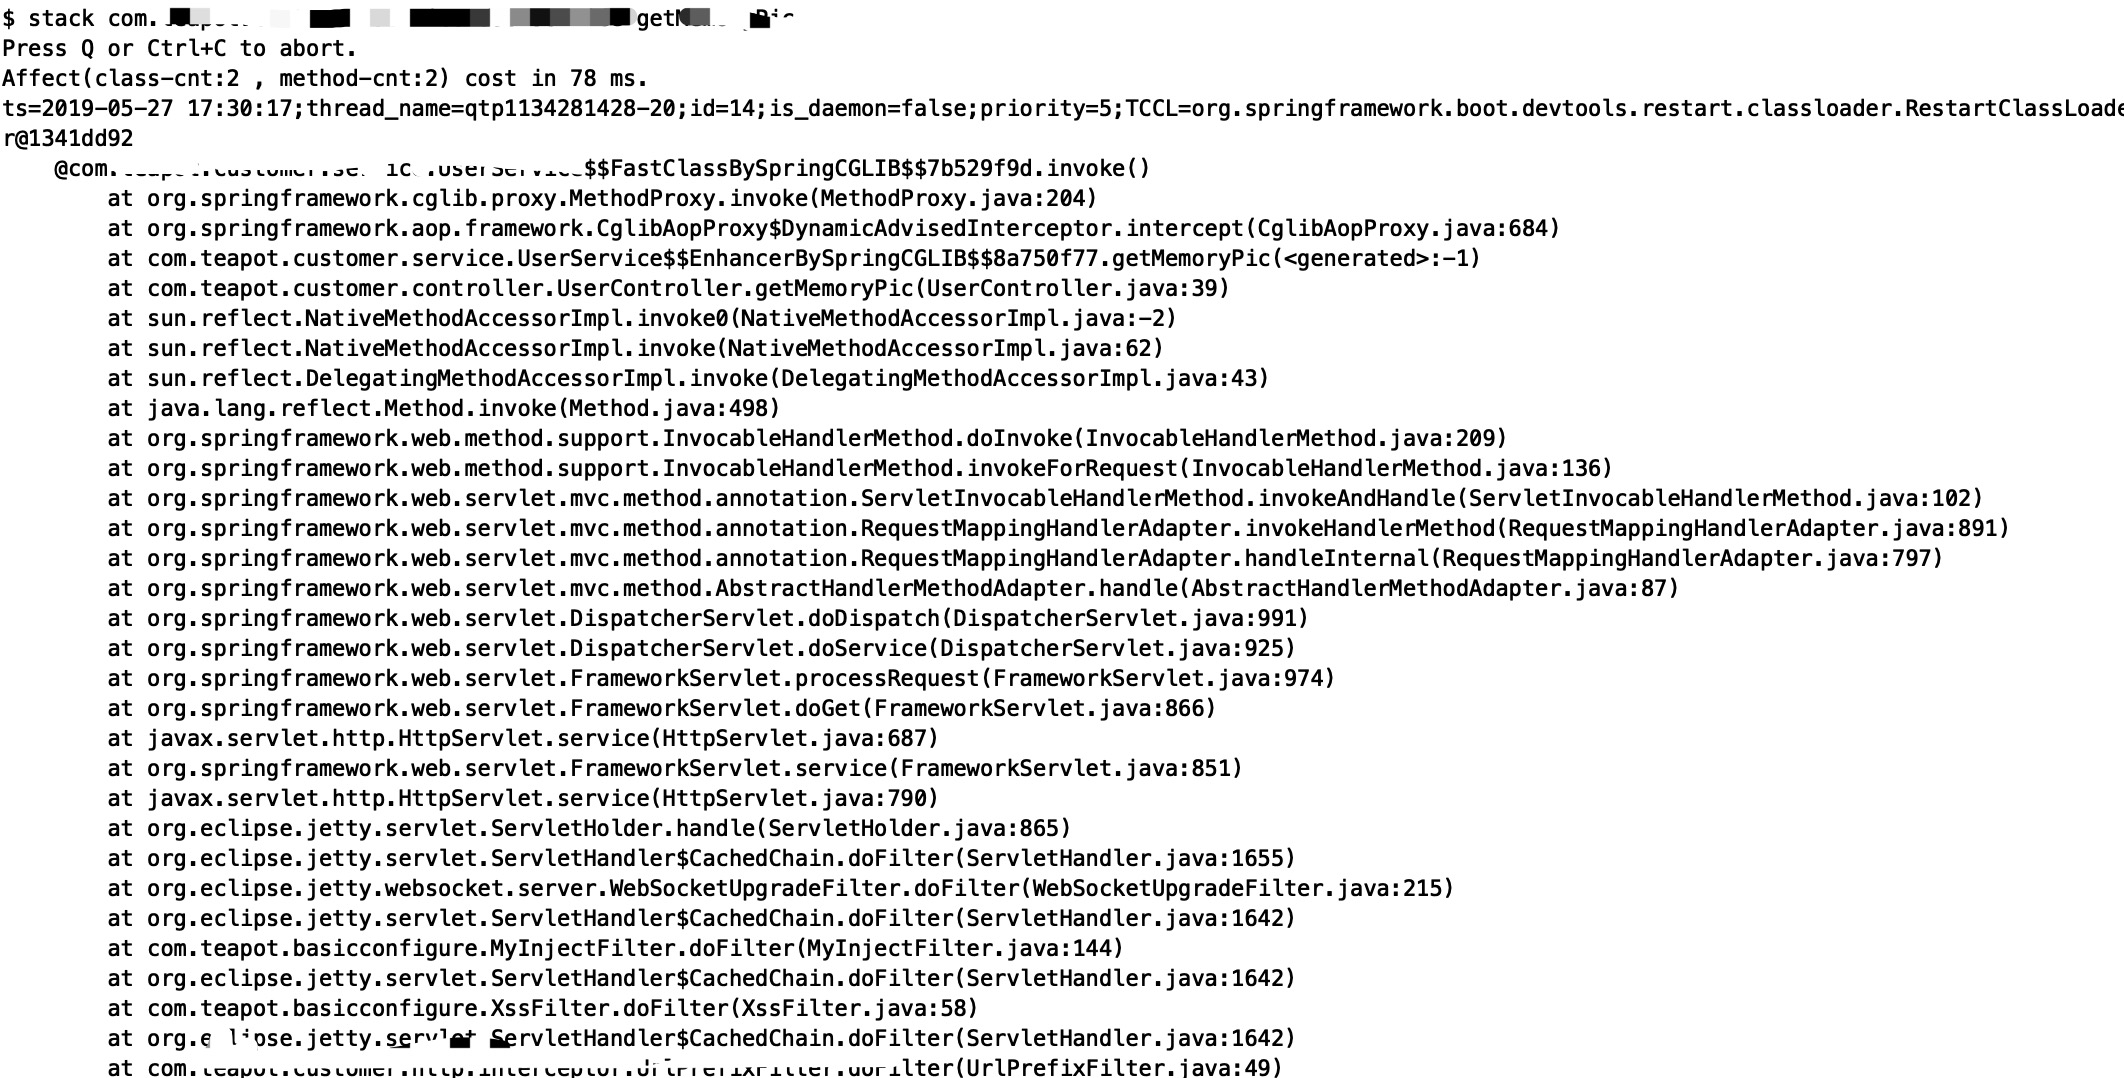 $ stack com. get
Press Q or Ctrl+C to abort.
Affect(class-cnt:2 , method-cnt:2) cost in 78 ms.
ts=2019-05-27 17:30:17;thread_name=qtp1134281428-20;id=14;is_daemon=false;priority=5;TCCL=org.springframework.boot.devtools.restart.classloader.RestartClassLoade
r@1341dd92
@com. $$FastClassBySpringCGLIB$$7b529f9d.invoke()
at org.springframework.cglib.proxy.MethodProxy.invoke(MethodProxy.java:204)
at org.springframework.aop.framework.CglibAopProxy$DynamicAdvisedInterceptor.intercept(CglibAopProxy.java:684)
at com.teapot.customer.service.UserService$$EnhancerBySpringCGLIB$$8a750f77.getMemoryPic(<generated>:-1)
at com.teapot.customer.controller.UserController.getMemoryPic(UserController.java:39)
at sun.reflect.NativeMethodAccessorImpl.invoke0(NativeMethodAccessorImpl.java:-2)
at sun.reflect.NativeMethodAccessorImpl.invoke(NativeMethodAccessorImpl.java:62)
at sun.reflect.DelegatingMethodAccessorImpl.invoke(DelegatingMethodAccessorImpl.java:43)
at java.lang.reflect.Method.invoke(Method.java:498)
at org.springframework.web.method.support.InvocableHandlerMethod.doInvoke(InvocableHandlerMethod.java:209)
at org.springframework.web.method.support.InvocableHandlerMethod.invokeForRequest(InvocableHandlerMethod.java:136)
at org.springframework.web.servlet.mvc.method.annotation.ServletInvocableHandlerMethod.invokeAndHandle(ServletInvocableHandlerMethod.java:102)
at org.springframework.web.servlet.mvc.method.annotation.RequestMappingHandlerAdapter.invokeHandlerMethod(RequestMappingHandlerAdapter.java:891)
at org.springframework.web.servlet.mvc.method.annotation.RequestMappingHandlerAdapter.handleInternal(RequestMappingHandlerAdapter.java:797)
at org.springframework.web.servlet.mvc.method.AbstractHandlerMethodAdapter.handle(AbstractHandlerMethodAdapter.java:87)
at org.springframework.web.servlet.DispatcherServlet.doDispatch(DispatcherServlet.java:991)
at org.springframework.web.servlet.DispatcherServlet.doService(DispatcherServlet.java:925)
at org.springframework.web.servlet.FrameworkServlet.processRequest(FrameworkServlet.java:974)
at org.springframework.web.servlet.FrameworkServlet.doGet(FrameworkServlet.java:866)
at javax.servlet.http.HttpServlet.service(HttpServlet.java:687)
at org.springframework.web.servlet.FrameworkServlet.service(FrameworkServlet.java:851)
at javax.servlet.http.HttpServlet.service(HttpServlet.java:790)
at org.eclipse.jetty.servlet.ServletHolder.handle(ServletHolder.java:865)
at org.eclipse.jetty.servlet.ServletHandler$CachedChain.doFilter(ServletHandler.java:1655)
at org.eclipse.jetty.websocket.server.WebSocketUpgradeFilter.doFilter(WebSocketUpgradeFilter.java:215)
at org.eclipse.jetty.servlet.ServletHandler$CachedChain.doFilter(ServletHandler.java:1642)
at com.teapot.basicconfigure.MyInjectFilter.doFilter(MyInjectFilter.java:144)
at org.eclipse.jetty.servlet.ServletHandler$CachedChain.doFilter(ServletHandler.java:1642)
at com.teapot.basicconfigure.XssFilter.doFilter(XssFilter.java:58)
at org.eclipse.jetty.servlet ServletHandler$CachedChain.doFilter(ServletHandler.java:1642)
at com.teapot.customer.http.interceptor.UrlPrefixFilter.doFilter(UrlPrefixFilter.java:49)